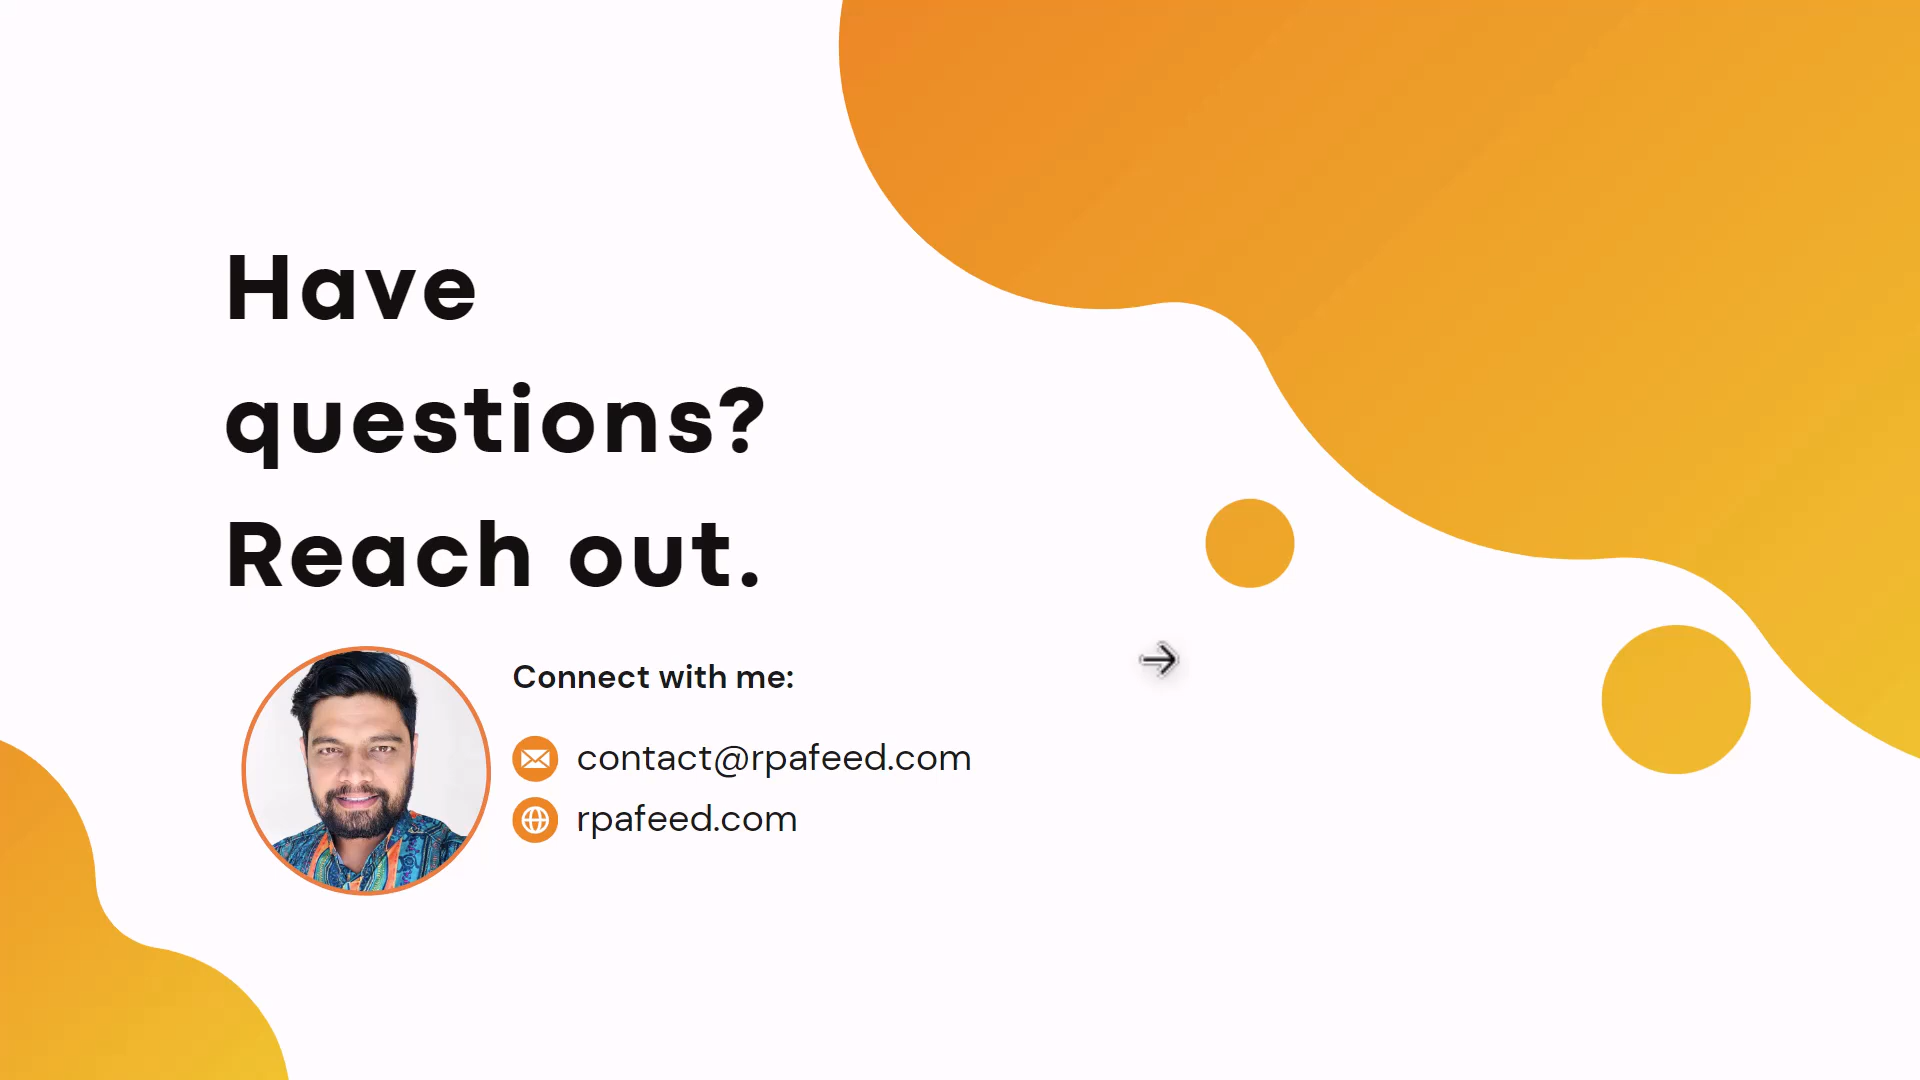 Have
questions?
Reach out.
Connect with me:
contact@rpafeed.com
rpafeed.com